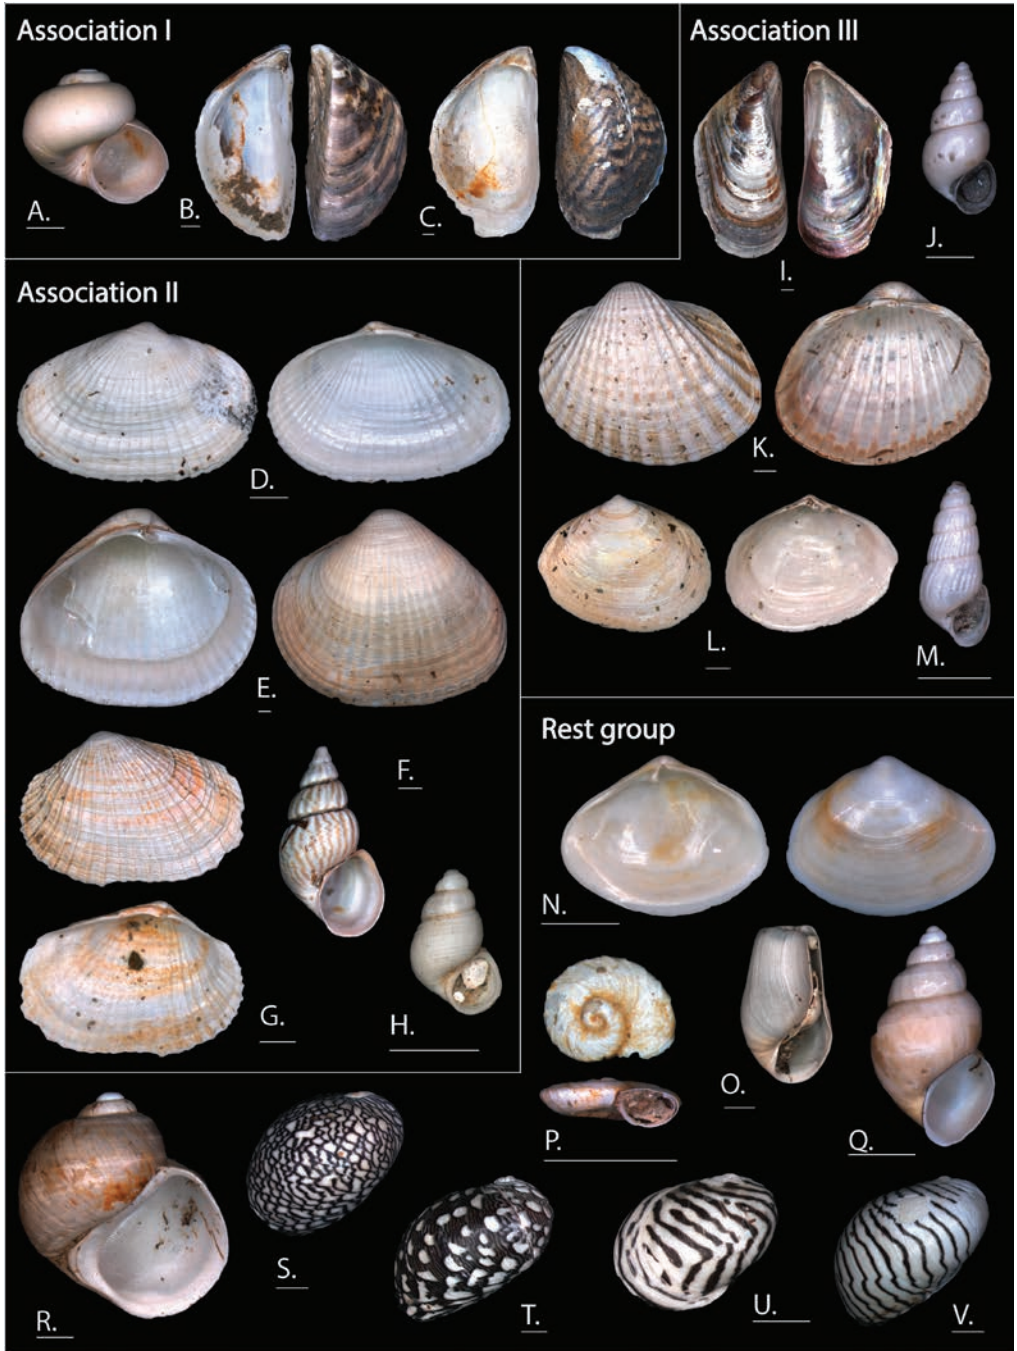 Association I
A.
B.
C.
Association III
I.
J.
K.
L.
M.
Association II
D.
E.
F.
G.
H.
Rest group
N.
O.
P.
Q.
R.
S.
T.
U.
V.